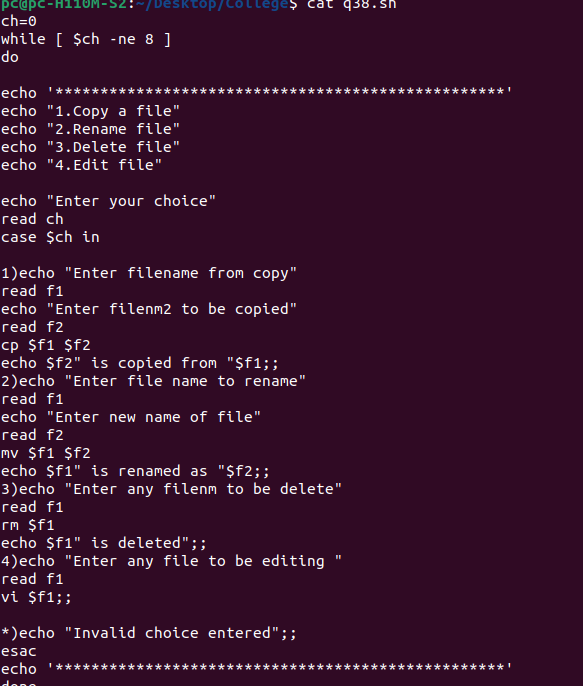 pc@pc-H110M-S2:~/Desktop/College$ cat q38.sh
ch=0
while [ $ch -ne 8 ]
do
echo '**************************************************'
echo "1.Copy a file"
echo "2.Rename file"
echo "3.Delete file"
echo "4.Edit file"
echo "Enter your choice"
read ch
case $ch in
1)echo "Enter filename from copy"
read f1
echo "Enter filenm2 to be copied"
read f2
cp $f1 $f2
echo $f2" is copied from "$f1;;
2)echo "Enter file name to rename"
read f1
echo "Enter new name of file"
read f2
mv $f1 $f2
echo $f1" is renamed as "$f2;;
3)echo "Enter any filenm to be delete"
read f1
rm $f1
echo $f1" is deleted";;
4)echo "Enter any file to be editing "
read f1
vi $f1;;
*)echo "Invalid choice entered";;
esac
echo '**************************************************'
done